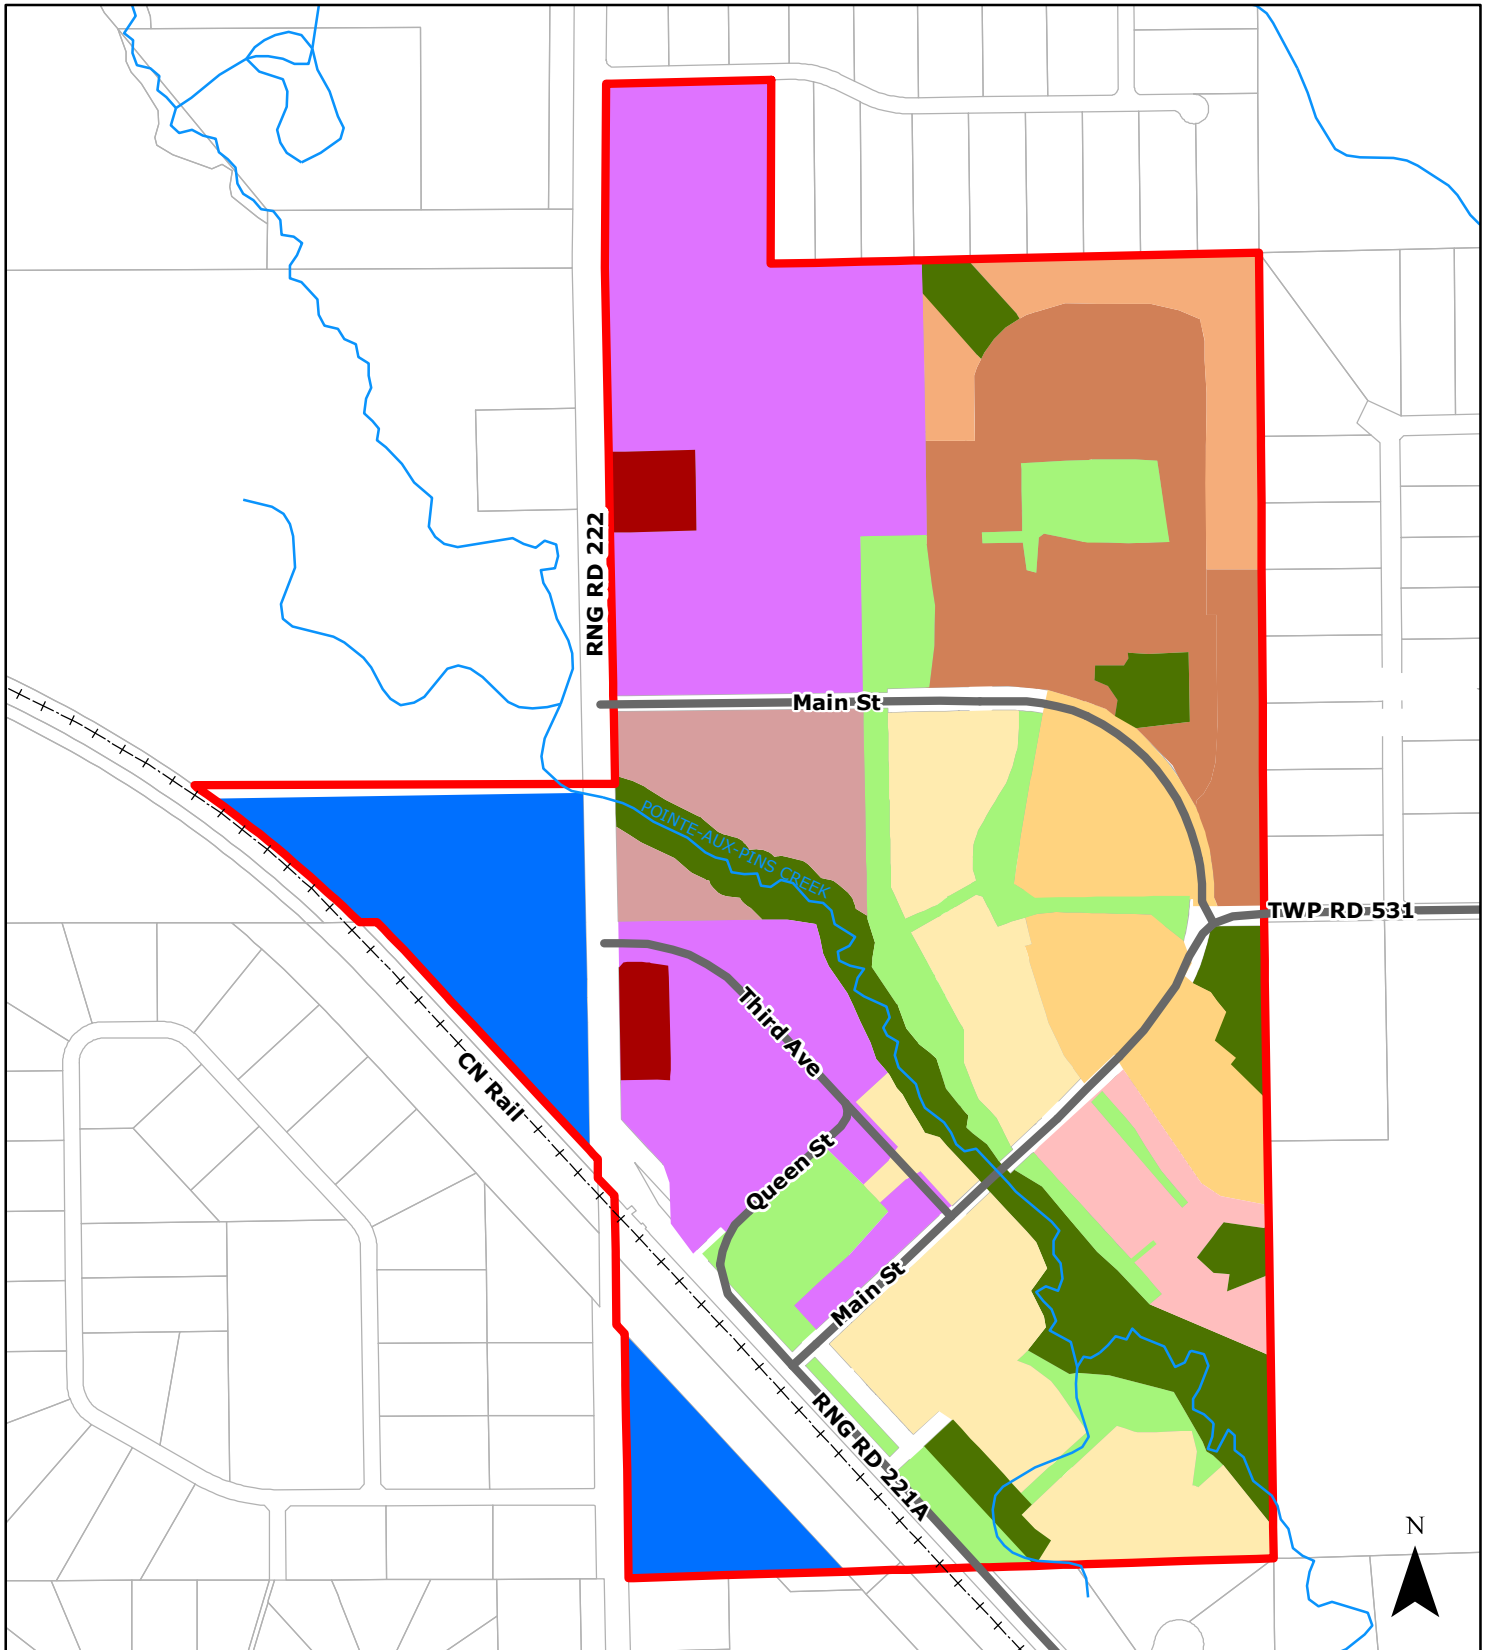 RNG RD 222
Main St
POINTE-AUX-PINS CREEK
TWP RD 531
Third Ave
CN Rail
Queen St
Main St
RNG RD 221A
N